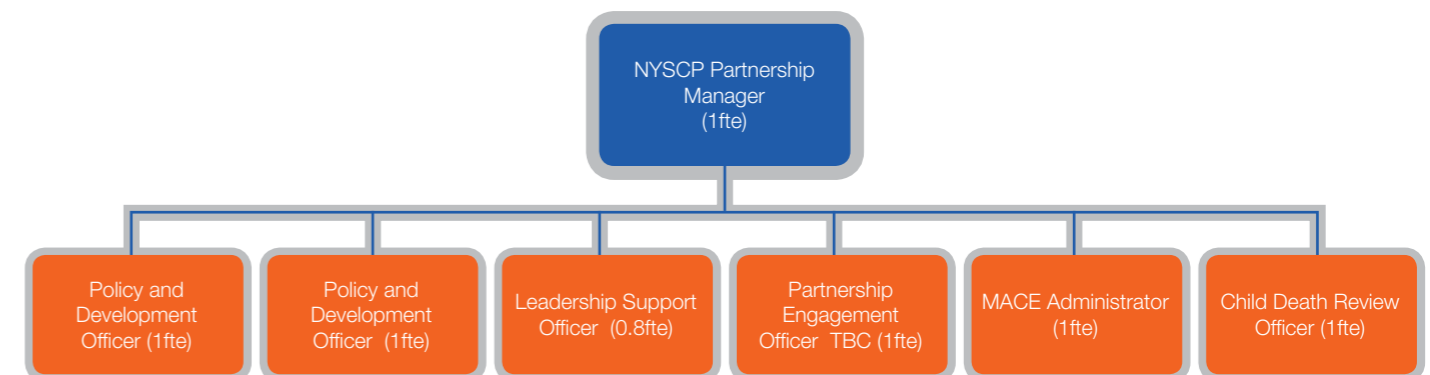 NYSCP Partnership
Manager
(1fte)
Policy and
Development
Officer (1fte)
Policy and
Development
Officer (1fte)
Leadership Support
Officer (0.8fte)
Partnership
Engagement
Officer TBC (1fte)
MACE Administrator
(1fte)
Child Death Review
Officer (1fte)